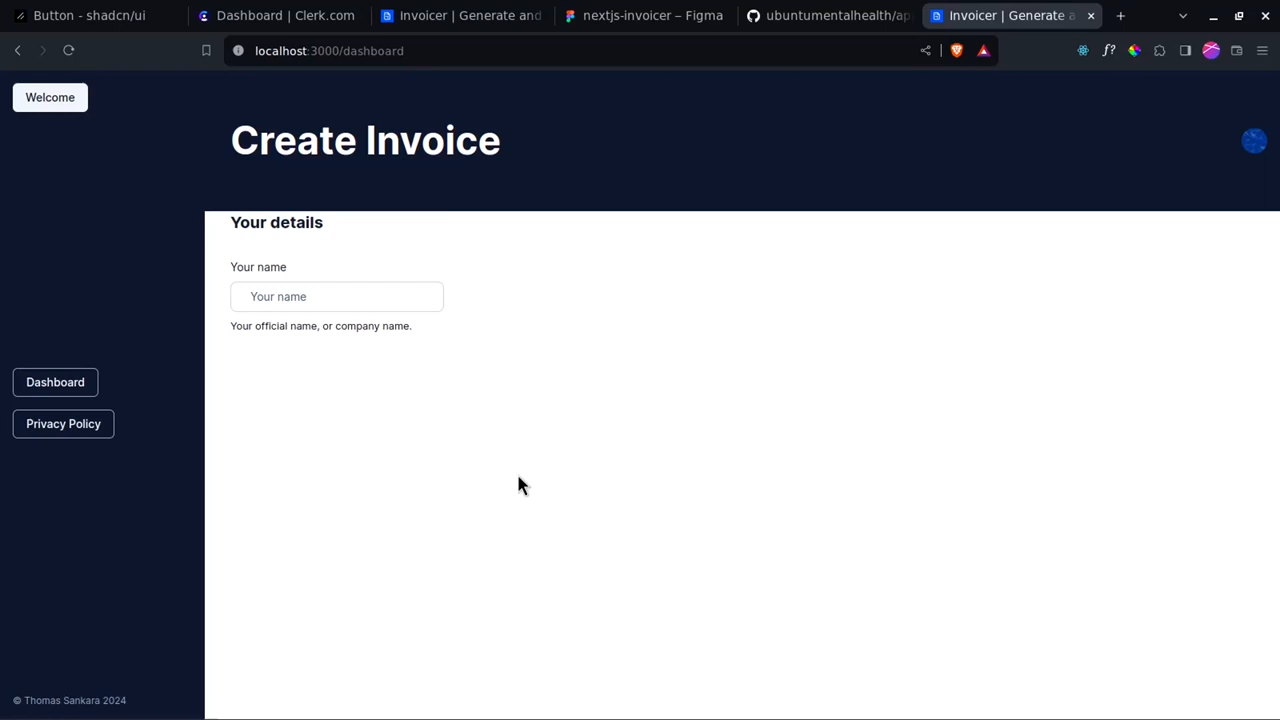 Button - shadcn/ui
Dashboard | Clerk.com
Invoicer | Generate and
nextjs-invoicer – Figma
ubuntumentalhealth/ap
Invoicer | Generate a
localhost:3000/dashboard
Welcome
Create Invoice
Your details
Your name
Your name
Your official name, or company name.
Dashboard
Privacy Policy
© Thomas Sankara 2024